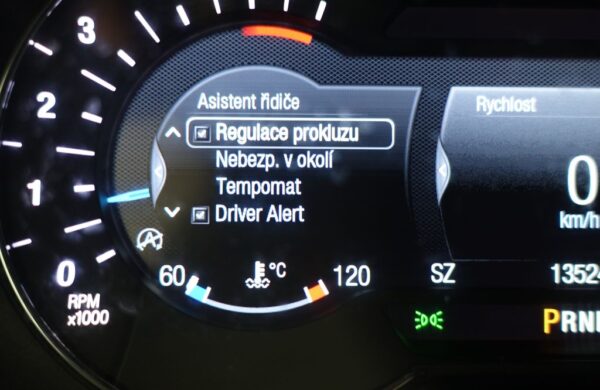 3
2
1
0
RPM
x1000
Asistent řidiče
Regulace prokluzu
Nebezp. v okolí
Tempomat
Driver Alert
60
°C
120
Rychlost
0
km/h
SZ
13524
PRN